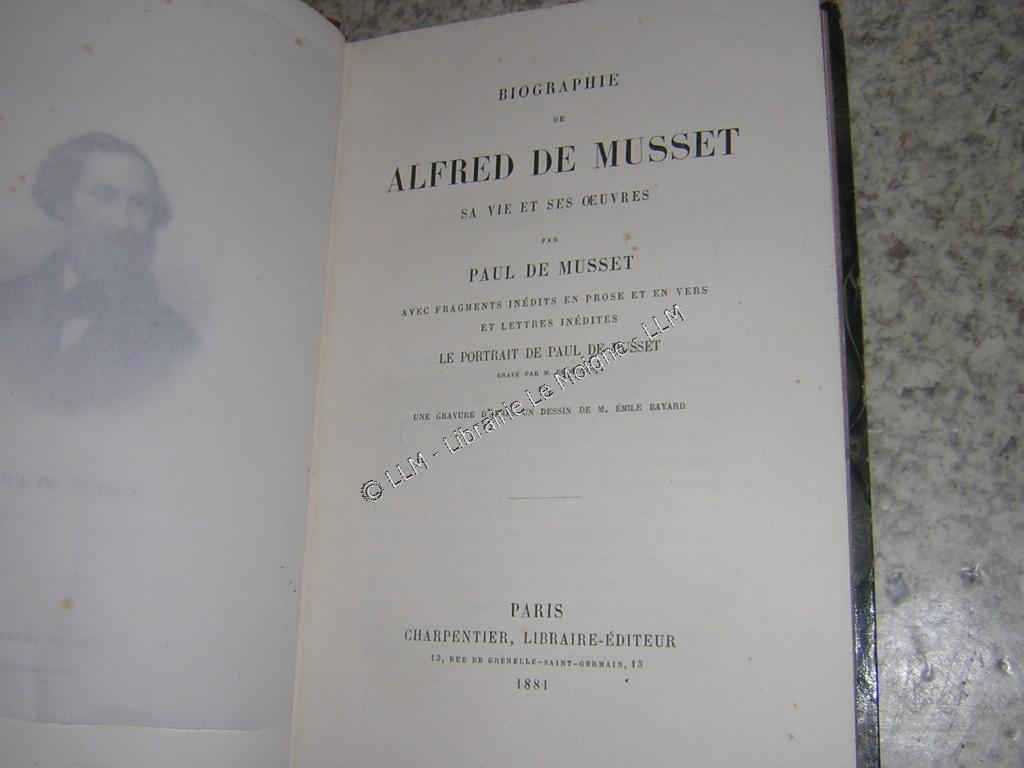 BIOGRAPHIE
DE
ALFRED DE MUSSET
SA VIE ET SES ŒUVRES
PAR
PAUL DE MUSSET
AVEC FRAGMENTS INÉDITS EN PROSE ET EN VERS
ET LETTRES INÉDITES
LE PORTRAIT DE PAUL DE MUSSET
GRAVÉ PAR M.
UNE GRAVURE D'APRÈS UN DESSIN DE M. ÉMILE BAYARD
© LLM - Librairie Le Moigne - LLM
PARIS
CHARPENTIER, LIBRAIRE-ÉDITEUR
13, RUE DE GRENELLE-SAINT-GERMAIN, 13
1881